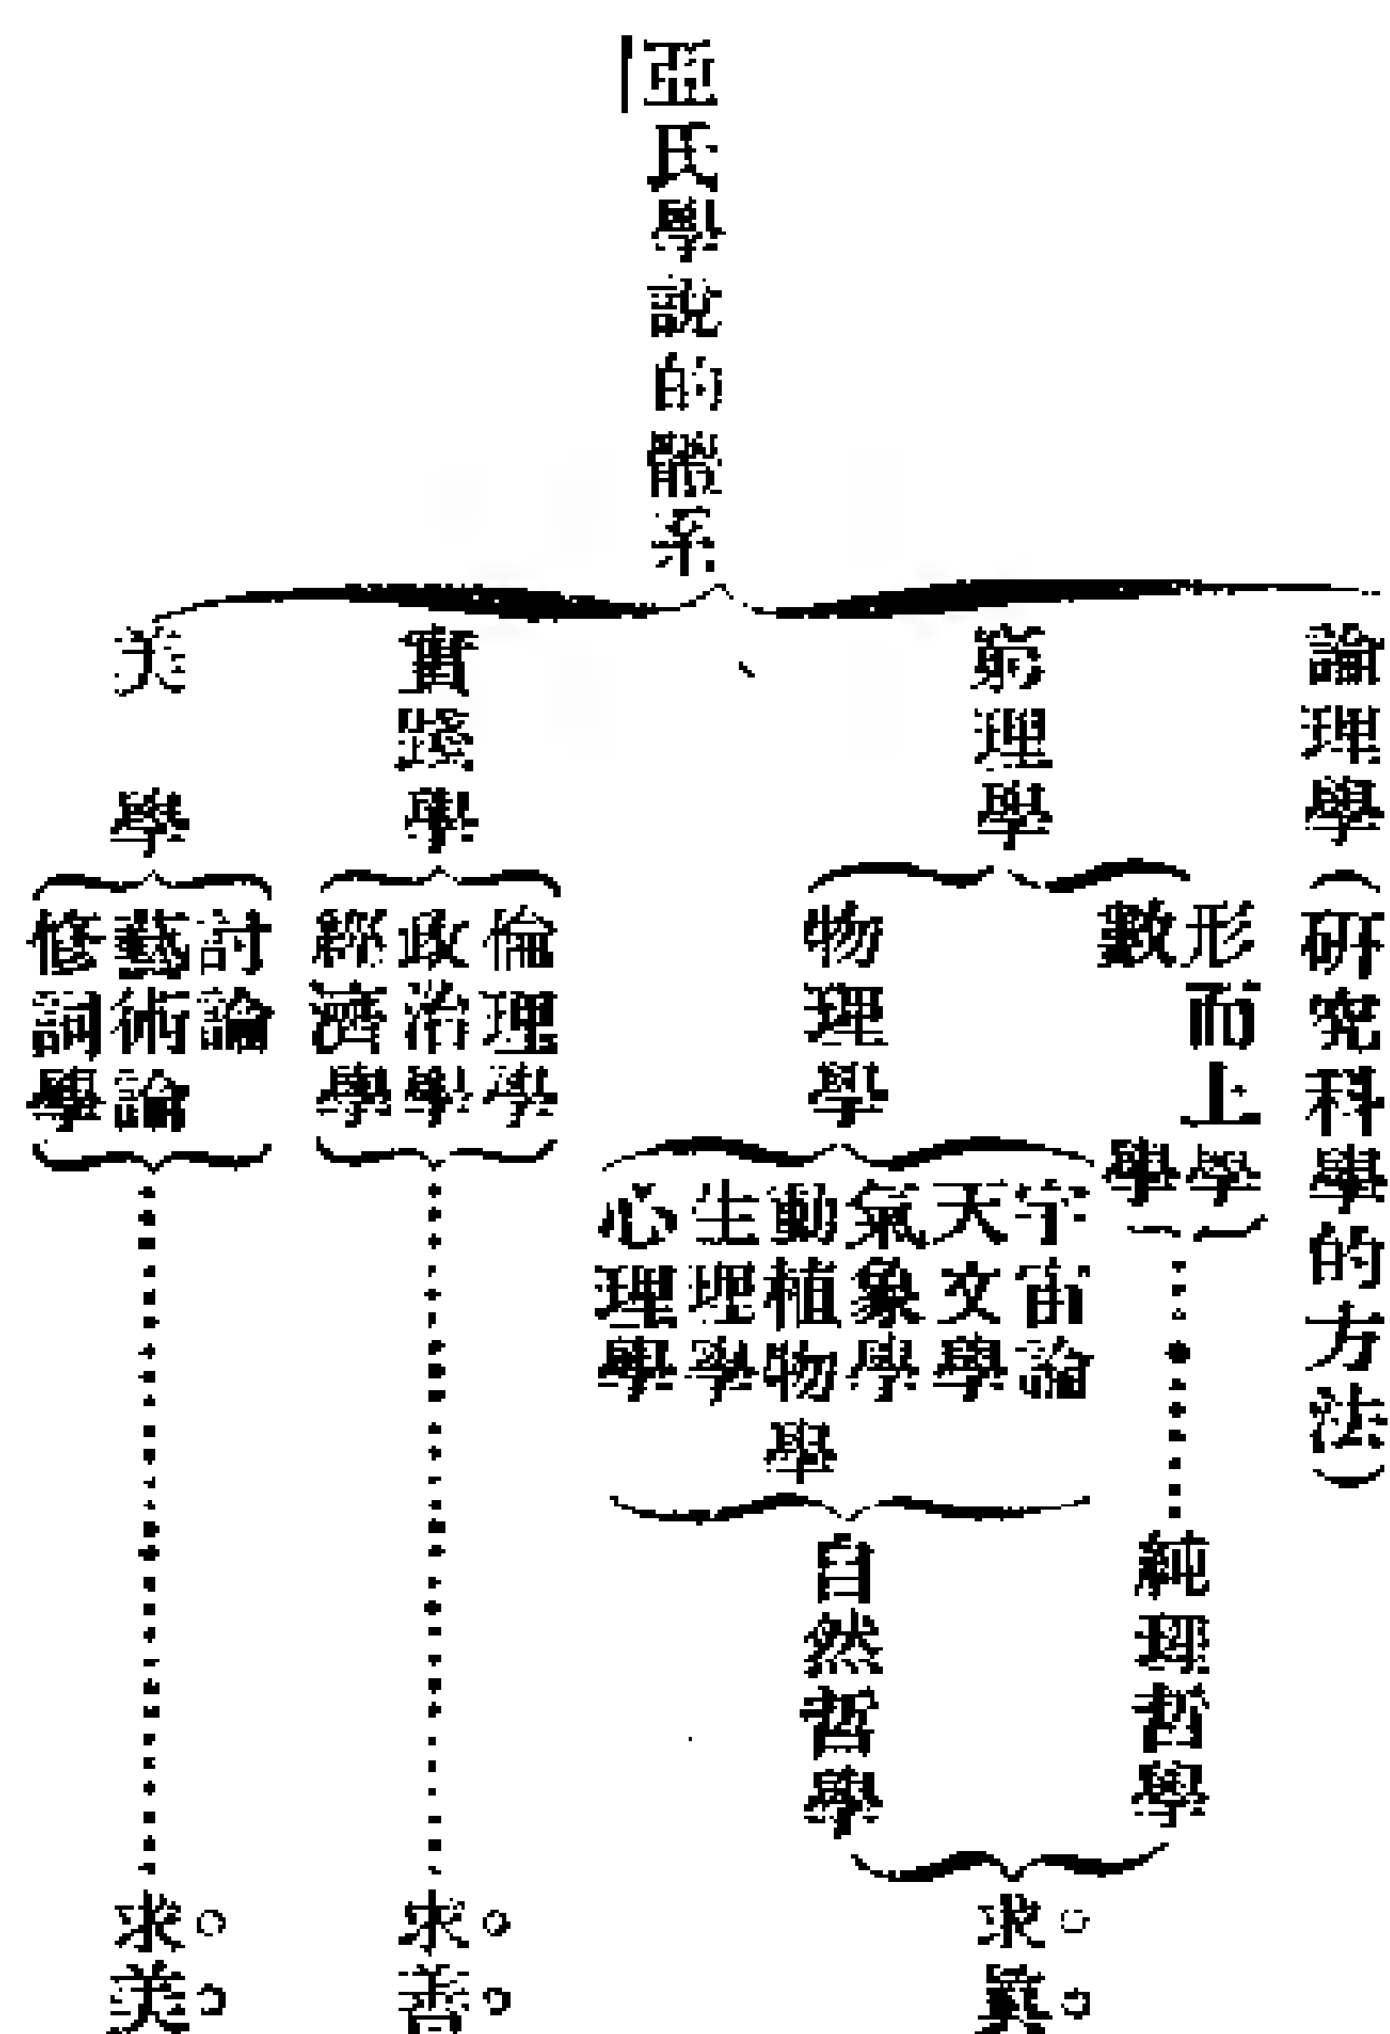 亞氏學說的體系
論理學（研究科學的方法）
窮理學
形而上學
數學
純理哲學
物理學
宇宙論
天文學
氣象學
動植物學
生理學
心理學
自然哲學
求眞
實踐學
倫理學
政治學
經濟學
求善
美學
討論
藝術論
修詞學
求美